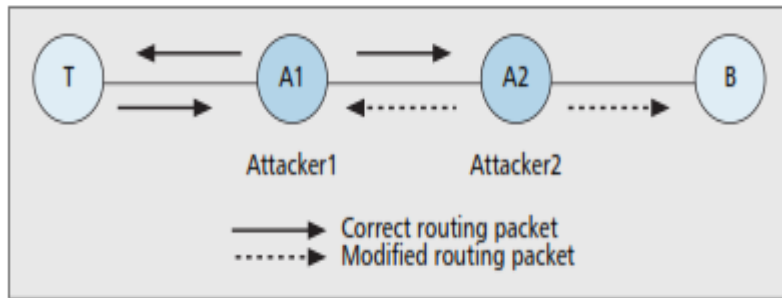 T A1 A2 B
Attacker1 Attacker2
Correct routing packet
Modified routing packet